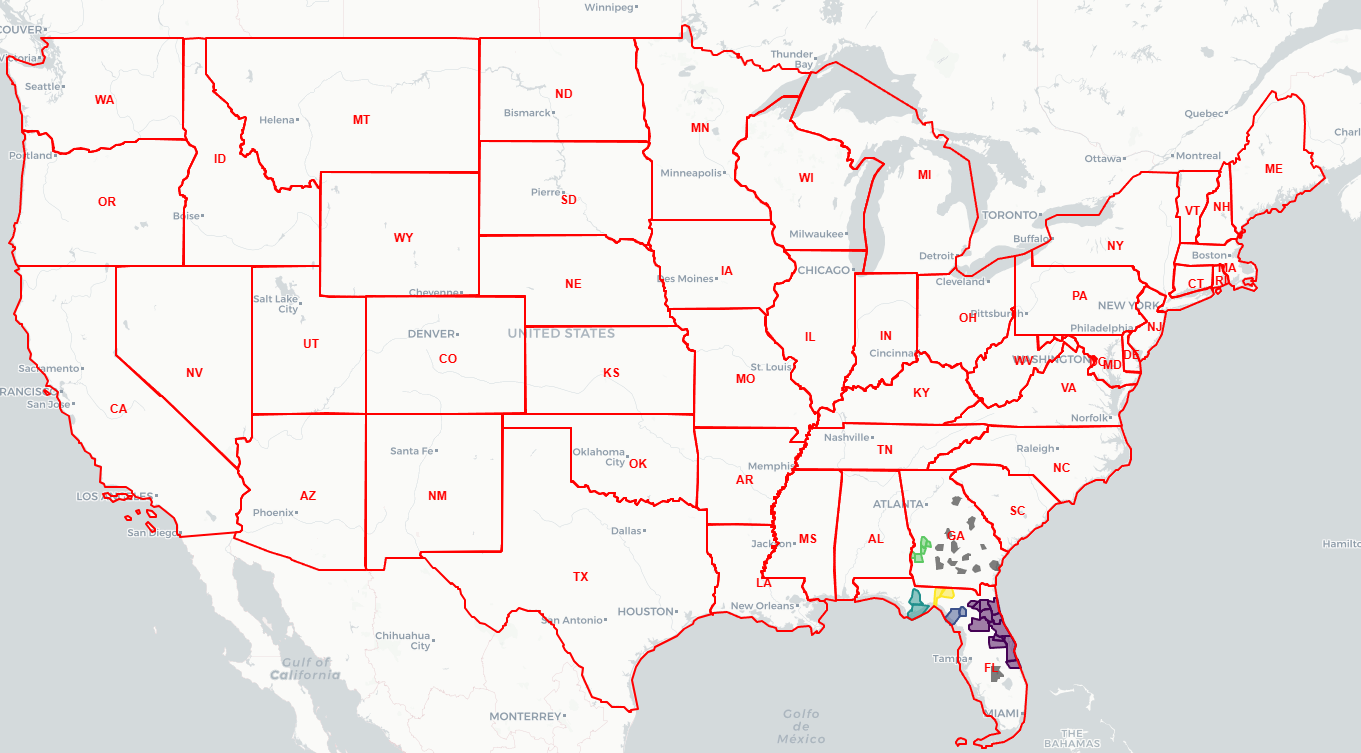 Winnipeg
COUVER
Victoria
Thunder
Bay
Seattle
WA
ND
MT
Helena
Bismarck
MN
Quebec
Portland
ID
Ottawa
Montreal
ME
Minneapolis
WI
MI
OR
Boise
Pierre
SD
VT
NH
TORONTO
WY
Milwaukee
Buffalo
NY
Detroit
Boston
CHICAGO
IA
Des Moines
MA
RI
CT
NE
Cleveland
Cheyenne
Salt Lake
City
PA
NEW YORK
OH
Pittsburgh
Philadelphia
NJ
UT
DENVER
UNITED STATES
CO
IL
IN
Cincinnati
DE
WV
WASHINGTON
DC
MD
Sacramento
NV
KS
MO
St. Louis
VA
FRANCISCO
San Jose
CA
KY
Norfolk
Nashville
TN
Raleigh
NC
Santa Fe
Oklahoma
City
OK
Memphis
AR
LOS ANGELES
AZ
NM
Phoenix
ATLANTA
SC
San Diego
Dallas
Jackson
MS
AL
GA
Hamilto
TX
LA
New Orleans
HOUSTON
San Antonio
Chihuahua
City
Tampa
FL
Gulf of
California
MONTERREY
Golfo
de
México
MIAMI
THE
BAHAMAS